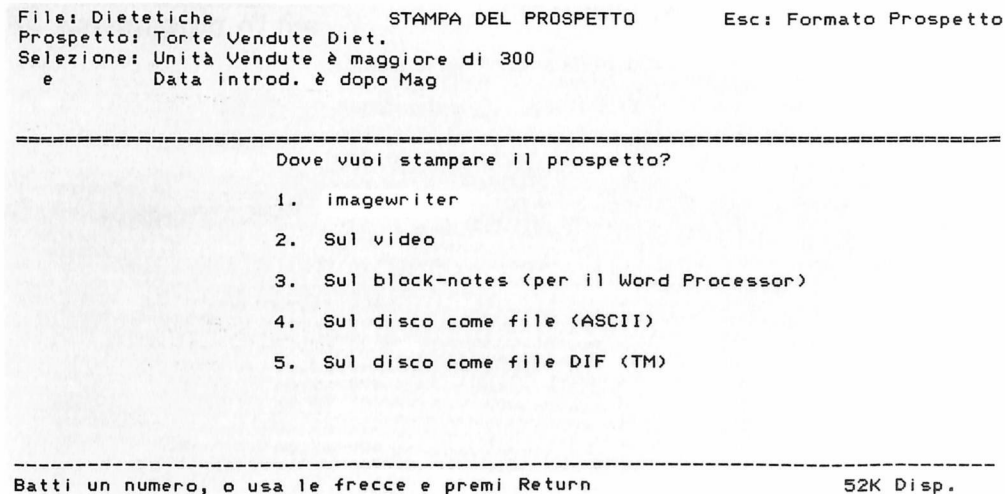 File: Dietetiche STAMPA DEL PROSPETTO Esc: Formato Prospetto
Prospetto: Torte Vendute Diet.
Selezione: Unità Vendute è maggiore di 300
e Data introd. è dopo Mag
Dove vuoi stampare il prospetto?
1. imagewriter
2. Sul video
3. Sul block-notes (per il Word Processor)
4. Sul disco come file (ASCII)
5. Sul disco come file DIF (TM)
Batti un numero, o usa le frecce e premi Return 52K Disp.